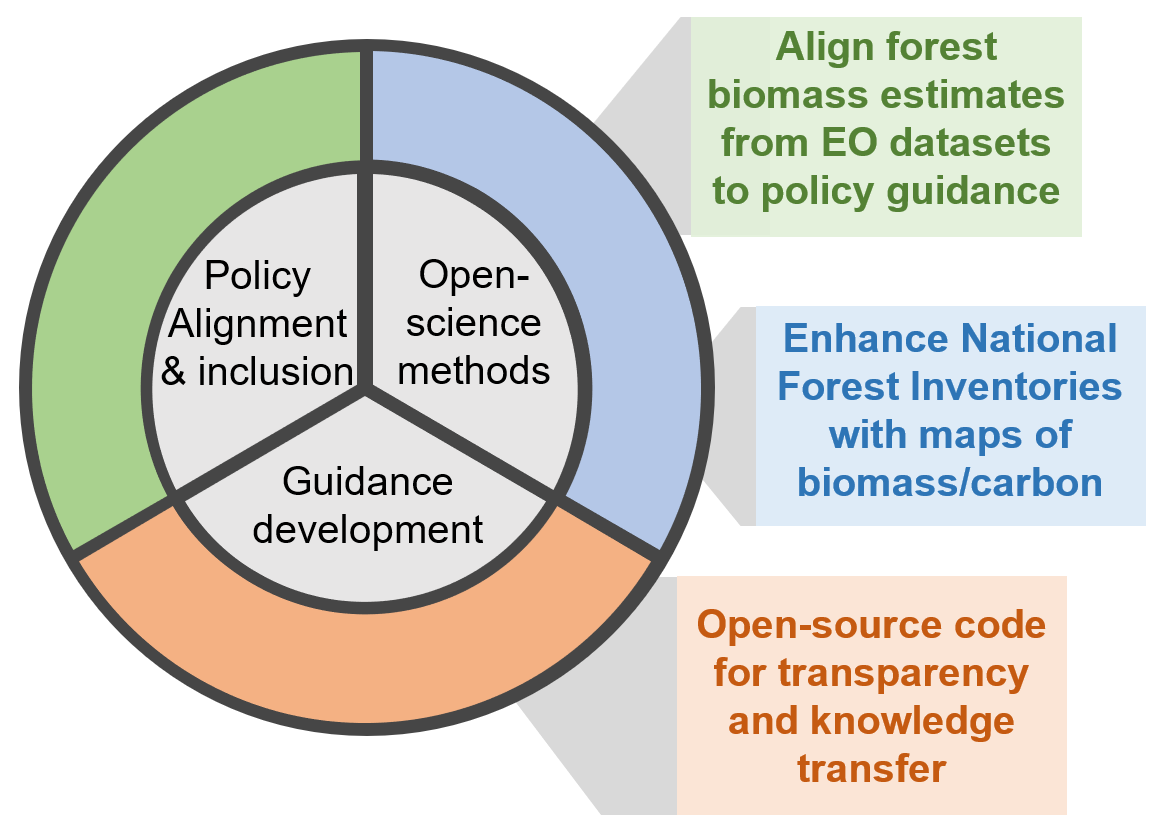 Policy
Alignment
& inclusion
Open-
science
methods
Guidance
development
Align forest
biomass estimates
from EO datasets
to policy guidance
Enhance National
Forest Inventories
with maps of
biomass/carbon
Open-source code
for transparency
and knowledge
transfer